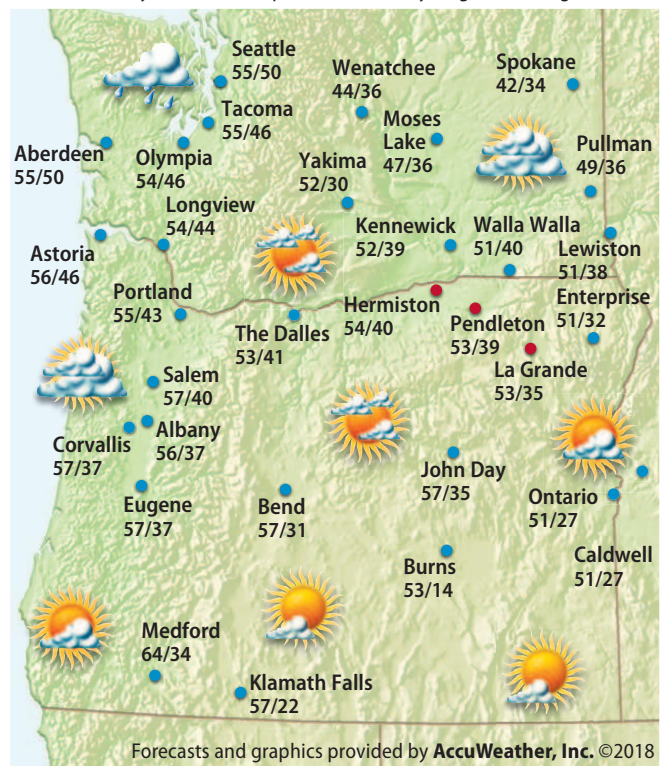 Seattle
55/50
Wenatchee
44/36
Spokane
42/34
Tacoma
55/46
Moses
Lake
47/36
Pullman
49/36
Aberdeen
55/50
Olympia
54/46
Yakima
52/30
Longview
54/44
Kennewick
52/39
Walla Walla
51/40
Lewiston
51/38
Astoria
56/46
Portland
55/43
The Dalles
53/41
Hermiston
54/40
Pendleton
53/39
Enterprise
51/32
La Grande
53/35
Salem
57/40
Corvallis
57/37
Albany
56/37
Eugene
57/37
Bend
57/31
John Day
57/35
Ontario
51/27
Caldwell
51/27
Burns
53/14
Medford
64/34
Klamath Falls
57/22
Forecasts and graphics provided by AccuWeather, Inc. ©2018